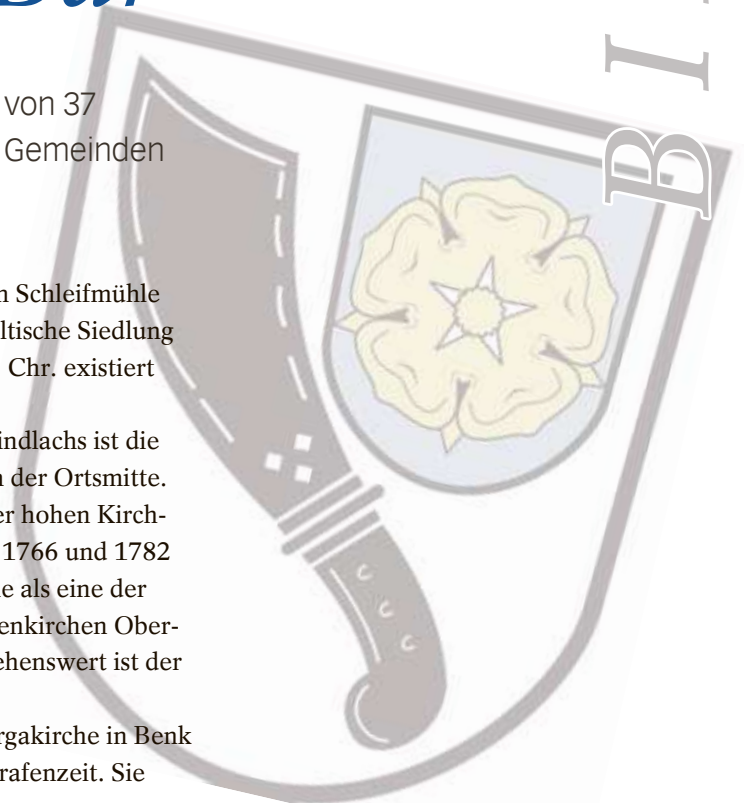 von 37
Gemeinden
Schleifmühle
ltische Siedlung
Chr. existiert
indlachs ist die
der Ortsmitte.
er hohen Kirch-
1766 und 1782
e als eine der
enkirchen Ober-
ehenswert ist der
rgakirche in Benk
rafenzeit. Sie
B I